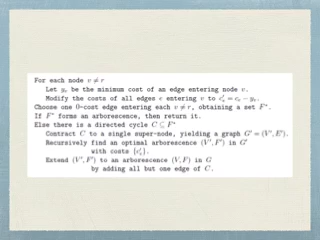 For each node v ≠ r
Let y_v be the minimum cost of an edge entering node v.
Modify the costs of all edges e entering v to c'_e = c_e − y_v.
Choose one 0-cost edge entering each v ≠ r, obtaining a set F*.
If F* forms an arborescence, then return it.
Else there is a directed cycle C ⊆ F*
Contract C to a single super-node, yielding a graph G' = (V', E').
Recursively find an optimal arborescence (V', F') in G'
with costs {c'_e}.
Extend (V', F') to an arborescence (V, F) in G
by adding all but one edge of C.